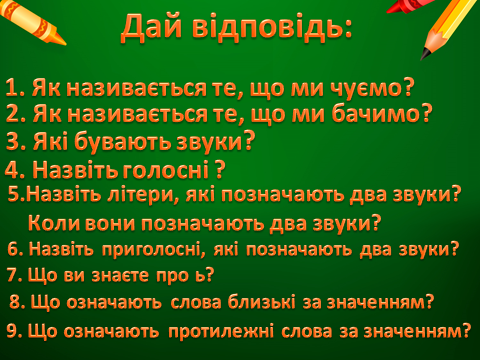 Дай відповідь:
1. Як називається те, що ми чуємо?
2. Як називається те, що ми бачимо?
3. Які бувають звуки?
4. Назвіть голосні ?
5.Назвіть літери, які позначають два звуки?
Коли вони позначають два звуки?
6. Назвіть приголосні, які позначають два звуки?
7. Що ви знаєте про ь?
8. Що означають слова близькі за значенням?
9. Що означають протилежні слова за значенням?